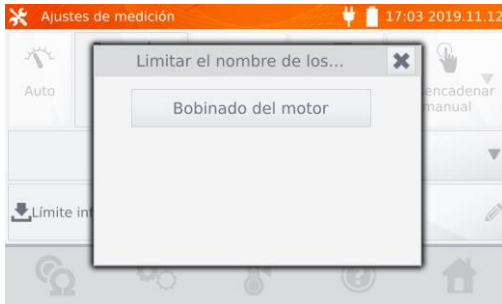 Ajustes de medición 17:03 2019.11.12
Limitar el nombre de los...
Auto
encadenar
manual
Bobinado del motor
Límite